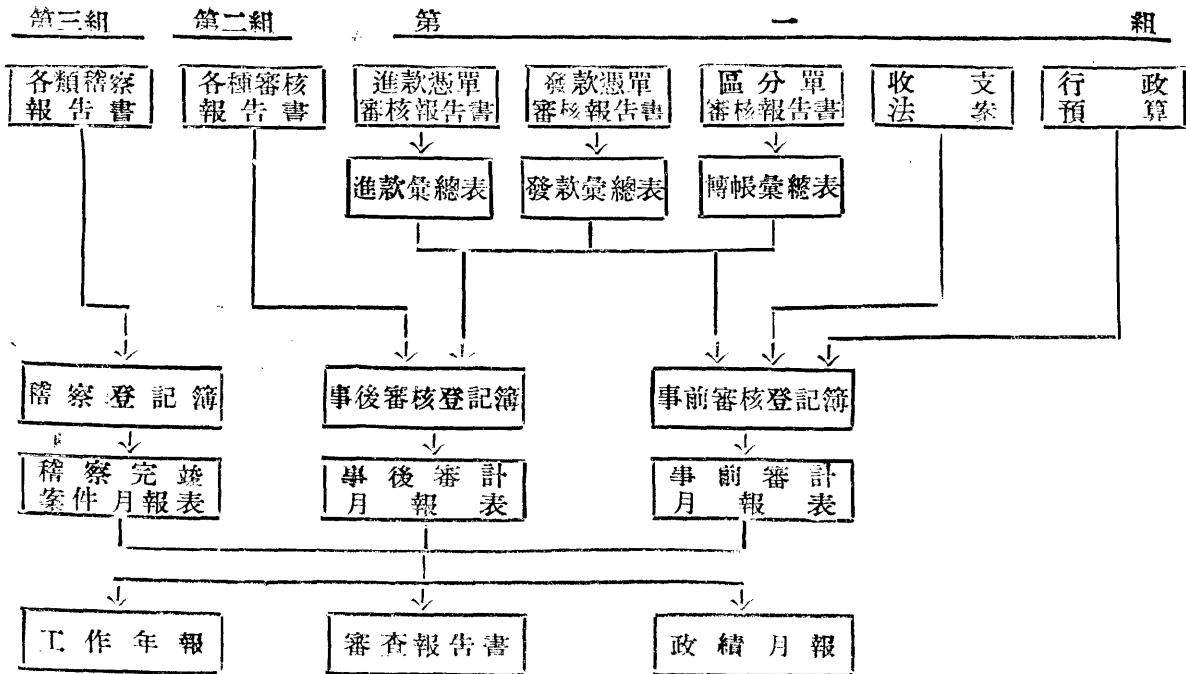 第三組 第二組 第一組
各類稽察 各種審核 進款憑單 發款憑單 區分單 收支 行政
報告書 報告書 審核報告書 審核報告書 審核報告書 法案 預算
進款彙總表 發款彙總表 轉帳彙總表
稽察登記簿 事後審核登記簿 事前審核登記簿
稽察完竣 事後審計 事前審計
案件月報表 月報表 月報表
工作年報 審查報告書 政績月報